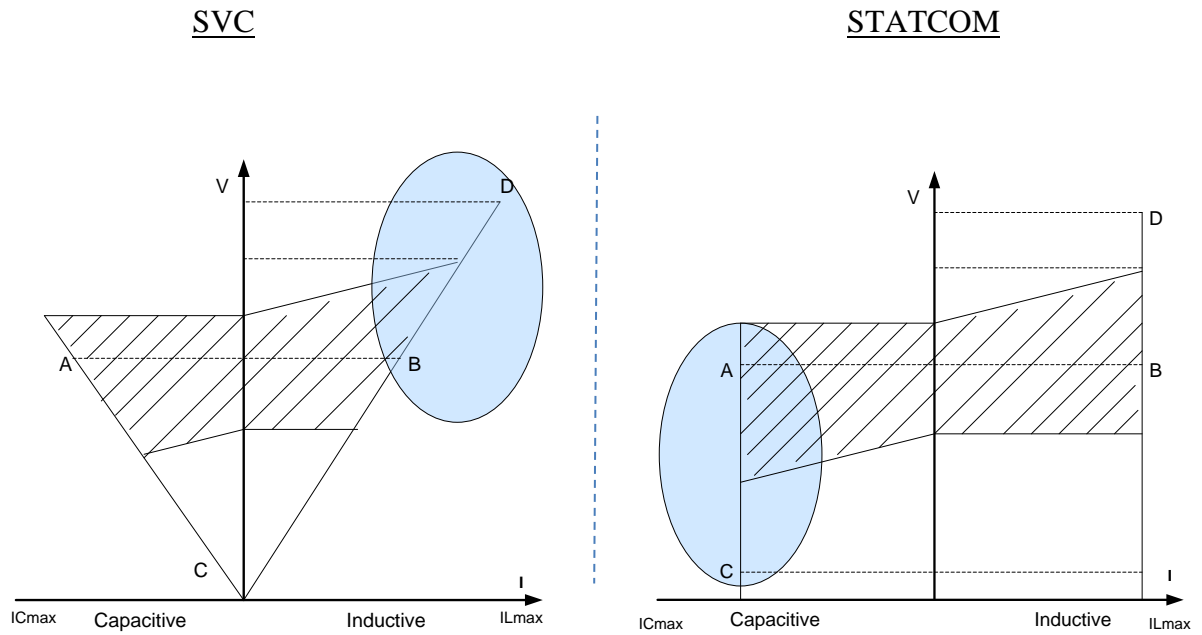 SVC
STATCOM
V
D
A
B
C
I
ICmax
Capacitive
Inductive
ILmax
V
D
A
B
C
I
ICmax
Capacitive
Inductive
ILmax